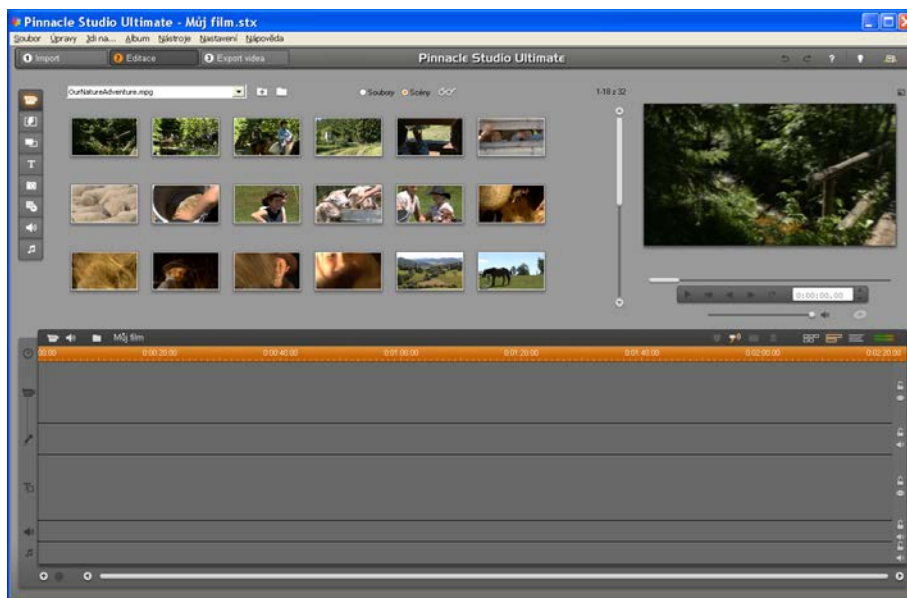 Pinnacle Studio Ultimate - Můj film.stx
Soubor Úpravy Jdi na... Album Nástroje Nastavení Nápověda
1 Import 2 Editace 3 Export videa Pinnacle Studio Ultimate ?
OurNatureAdventure.mpg Soubory Scény 1-18 z 32
T
0:00:00.00
Můj film
00:00 0:00:20:00 0:00:40:00 0:01:00:00 0:01:20:00 0:01:40:00 0:02:00:00 0:02:20:00
T